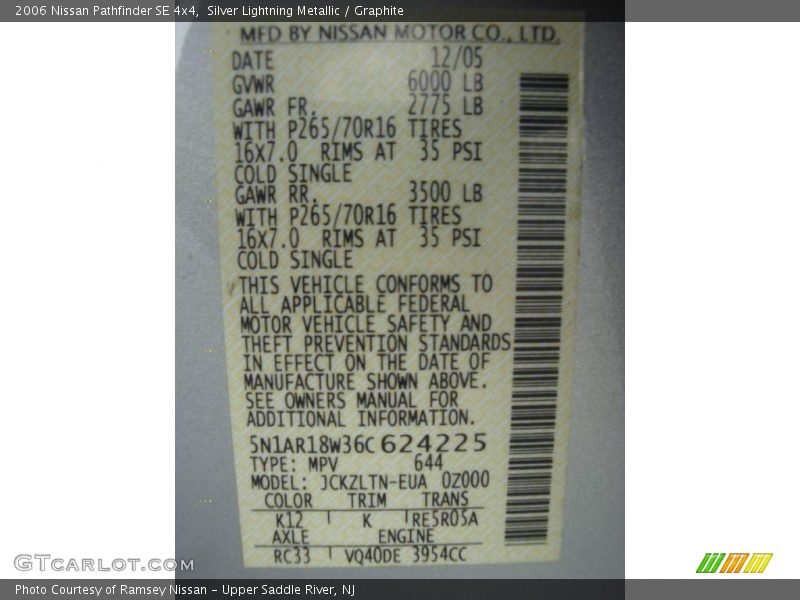 2006 Nissan Pathfinder SE 4x4, Silver Lightning Metallic / Graphite
MFD BY NISSAN MOTOR CO., LTD.
DATE 12/05
GVWR 6000 LB
GAWR FR. 2775 LB
WITH P265/70R16 TIRES
16X7.0 RIMS AT 35 PSI
COLD SINGLE
GAWR RR. 3500 LB
WITH P265/70R16 TIRES
16X7.0 RIMS AT 35 PSI
COLD SINGLE
THIS VEHICLE CONFORMS TO
ALL APPLICABLE FEDERAL
MOTOR VEHICLE SAFETY AND
THEFT PREVENTION STANDARDS
IN EFFECT ON THE DATE OF
MANUFACTURE SHOWN ABOVE.
SEE OWNERS MANUAL FOR
ADDITIONAL INFORMATION.
5N1AR18W36C624225
TYPE: MPV 644
MODEL: JCKZLTN-EUA 0Z000
COLOR TRIM TRANS
K12 K RE5R05A
AXLE ENGINE
RC33 VQ40DE 3954CC
GTcarlot.com
Photo Courtesy of Ramsey Nissan - Upper Saddle River, NJ